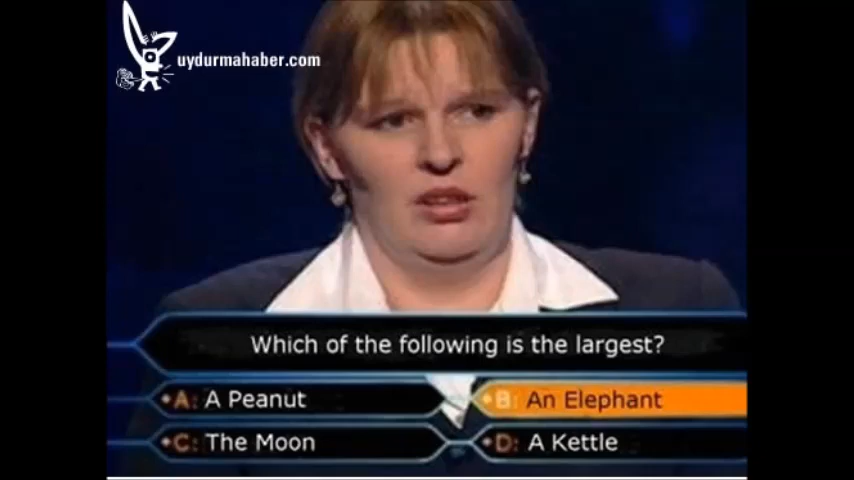 uydurmahaber.com
Which of the following is the largest?
A: A Peanut
B: An Elephant
C: The Moon
D: A Kettle